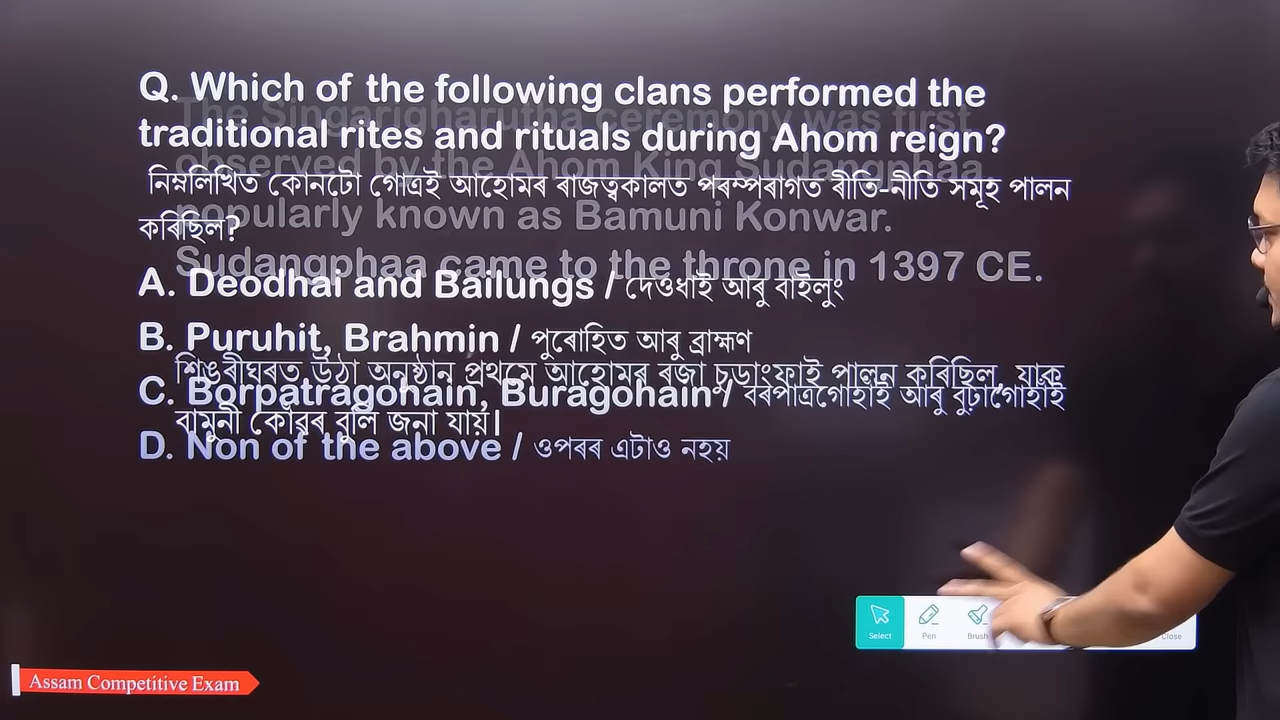 Q. Which of the following clans performed the
traditional rites and rituals during Ahom reign?
নিম্নলিখিত কোনটো গোত্ৰই আহোমৰ ৰাজত্বকালত পৰম্পৰাগত ৰীতি-নীতি সমূহ পালন
কৰিছিল?
A. Deodhai and Bailungs / দেওধাই আৰু বাইলুং
B. Puruhit, Brahmin / পুৰোহিত আৰু ব্ৰাহ্মণ
C. Borpatragohain, Buragohain / বৰপাত্ৰগোহাঁই আৰু বুঢ়াগোহাই
D. Non of the above / ওপৰৰ এটাও নহয়
The Singarigharutha ceremony was first
observed by the Ahom King Sudangphaa,
popularly known as Bamuni Konwar.
Sudangphaa came to the throne in 1397 CE.
শিঙৰীঘৰত উঠা অনুষ্ঠান প্ৰথমে আহোমৰ ৰজা চুডাংফাই পালন কৰিছিল, যাক
বামুনী কোঁৱৰ বুলি জনা যায়।
Select
Pen
Brush
Close
Assam Competitive Exam